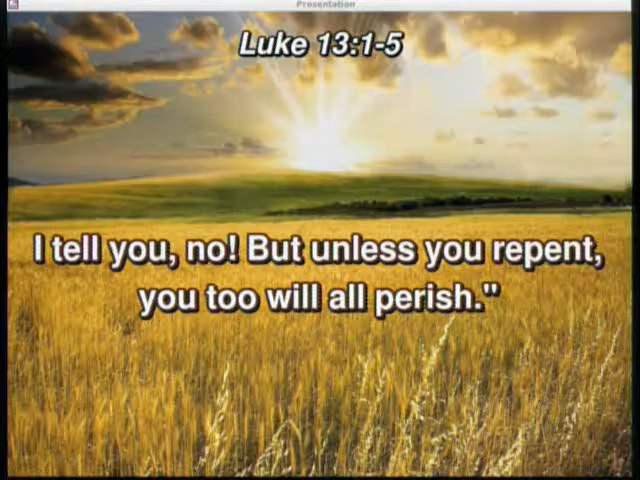 Presentation
Luke 13:1-5
I tell you, no! But unless you repent,
you too will all perish."